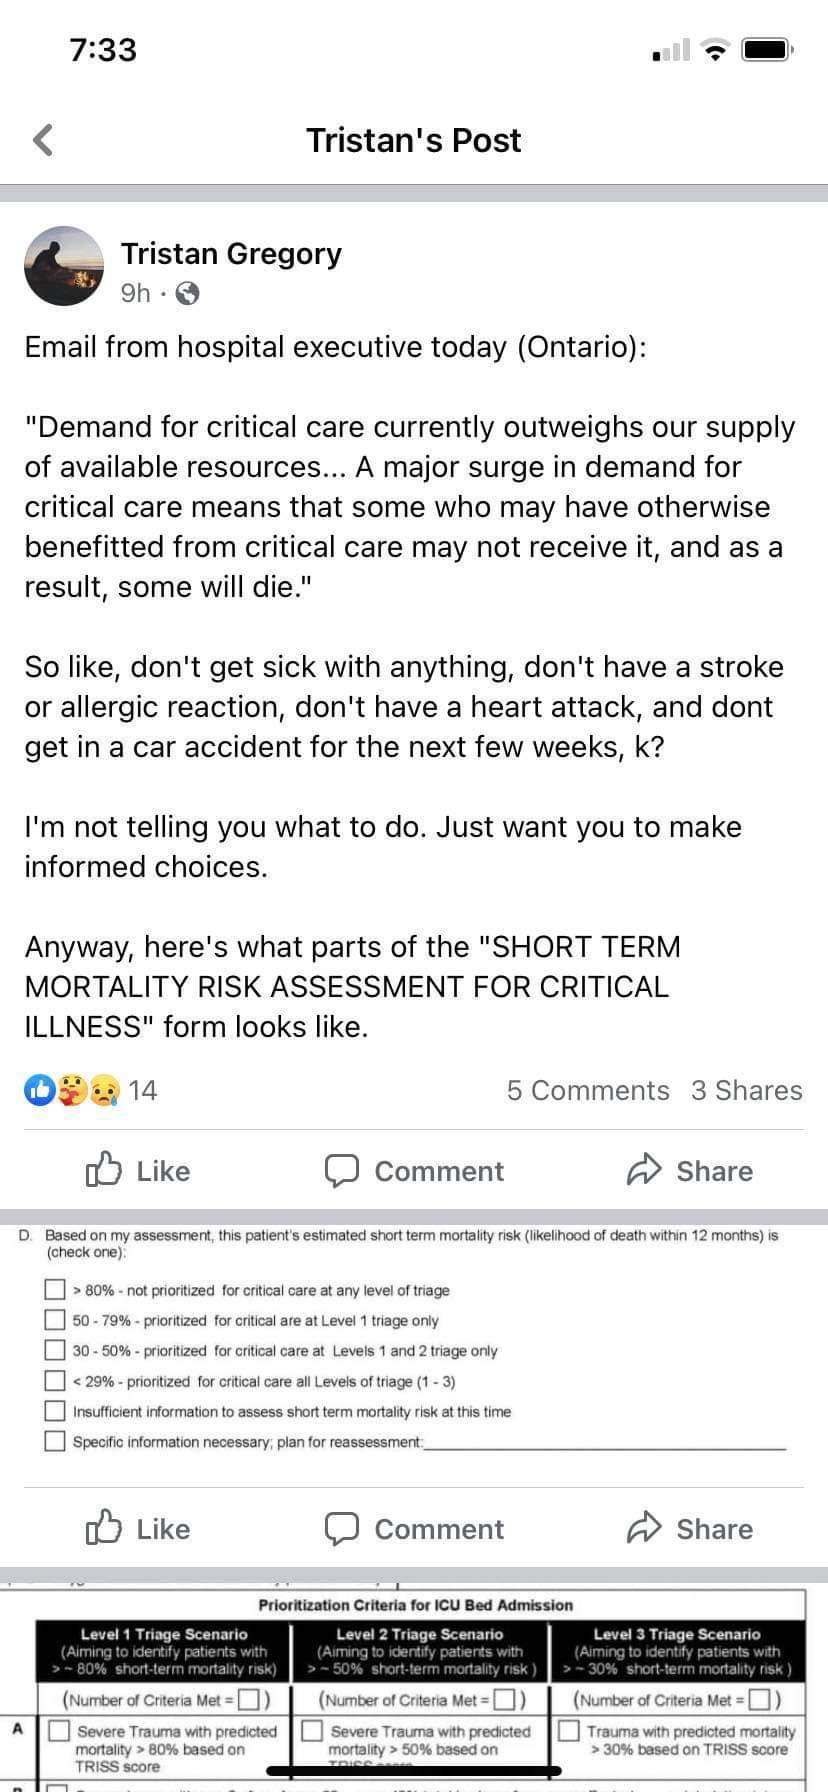 7:33
Tristan's Post
Tristan Gregory
9h ·
Email from hospital executive today (Ontario):
"Demand for critical care currently outweighs our supply
of available resources... A major surge in demand for
critical care means that some who may have otherwise
benefitted from critical care may not receive it, and as a
result, some will die."
So like, don't get sick with anything, don't have a stroke
or allergic reaction, don't have a heart attack, and dont
get in a car accident for the next few weeks, k?
I'm not telling you what to do. Just want you to make
informed choices.
Anyway, here's what parts of the "SHORT TERM
MORTALITY RISK ASSESSMENT FOR CRITICAL
ILLNESS" form looks like.
14 5 Comments 3 Shares
Like Comment Share
D. Based on my assessment, this patient's estimated short term mortality risk (likelihood of death within 12 months) is
(check one):
> 80% - not prioritized for critical care at any level of triage
50 - 79% - prioritized for critical are at Level 1 triage only
30 - 50% - prioritized for critical care at Levels 1 and 2 triage only
< 29% - prioritized for critical care all Levels of triage (1 - 3)
Insufficient information to assess short term mortality risk at this time
Specific information necessary; plan for reassessment:
Like Comment Share
Prioritization Criteria for ICU Bed Admission
Level 1 Triage Scenario
(Aiming to identify patients with
> ~ 80% short-term mortality risk)
Level 2 Triage Scenario
(Aiming to identify patients with
> ~ 50% short-term mortality risk )
Level 3 Triage Scenario
(Aiming to identify patients with
> ~ 30% short-term mortality risk )
(Number of Criteria Met = ) (Number of Criteria Met = ) (Number of Criteria Met = )
A
Severe Trauma with predicted
mortality > 80% based on
TRISS score
Severe Trauma with predicted
mortality > 50% based on
Trauma with predicted mortality
> 30% based on TRISS score